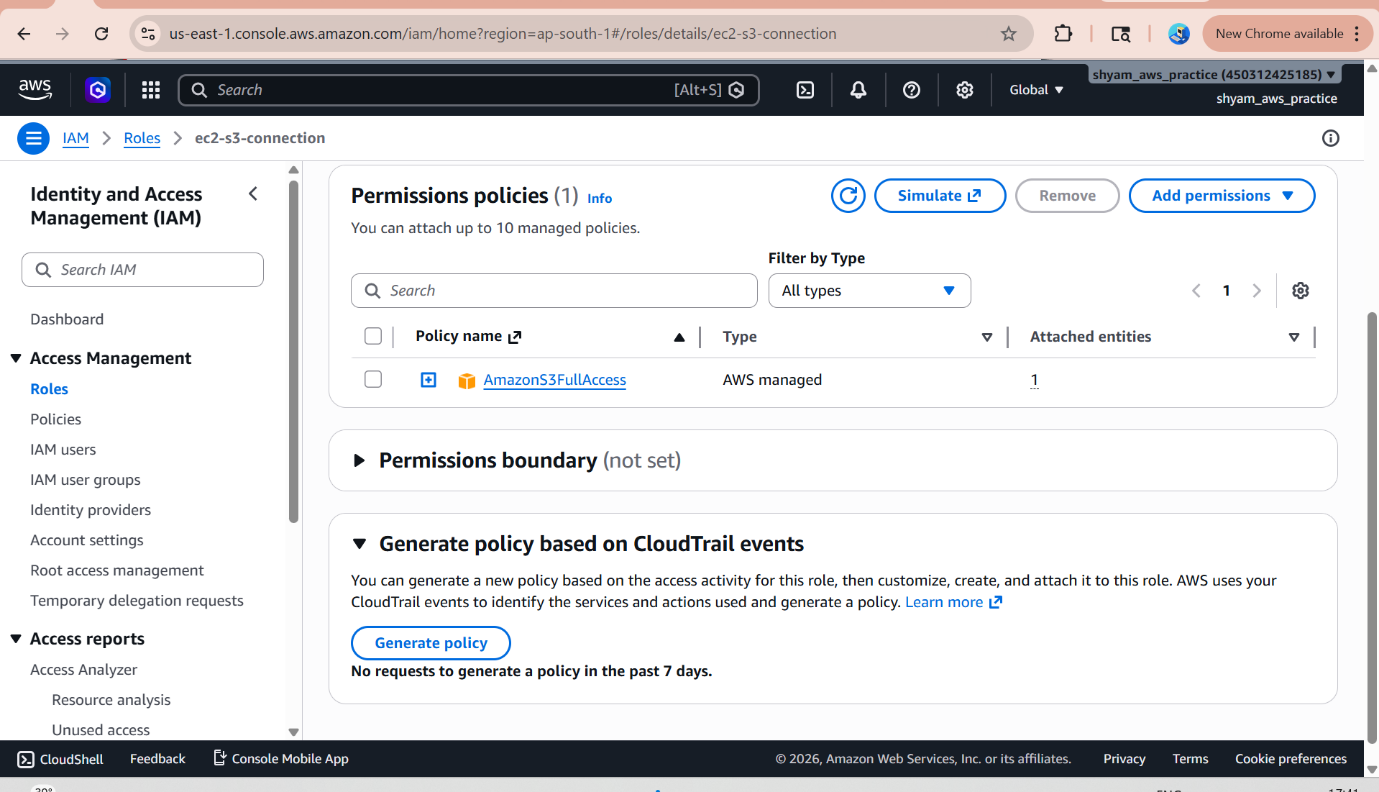 us-east-1.console.aws.amazon.com/iam/home?region=ap-south-1#/roles/details/ec2-s3-connection
New Chrome available
aws
Search
[Alt+S]
Global
shyam_aws_practice (450312425185)
shyam_aws_practice
IAM
Roles
ec2-s3-connection
Identity and Access
Management (IAM)
Search IAM
Dashboard
Access Management
Roles
Policies
IAM users
IAM user groups
Identity providers
Account settings
Root access management
Temporary delegation requests
Access reports
Access Analyzer
Resource analysis
Unused access
Permissions policies (1) Info
Simulate
Remove
Add permissions
You can attach up to 10 managed policies.
Filter by Type
Search
All types
1
Policy name
Type
Attached entities
AmazonS3FullAccess
AWS managed
1
Permissions boundary (not set)
Generate policy based on CloudTrail events
You can generate a new policy based on the access activity for this role, then customize, create, and attach it to this role. AWS uses your
CloudTrail events to identify the services and actions used and generate a policy. Learn more
Generate policy
No requests to generate a policy in the past 7 days.
CloudShell
Feedback
Console Mobile App
© 2026, Amazon Web Services, Inc. or its affiliates.
Privacy
Terms
Cookie preferences